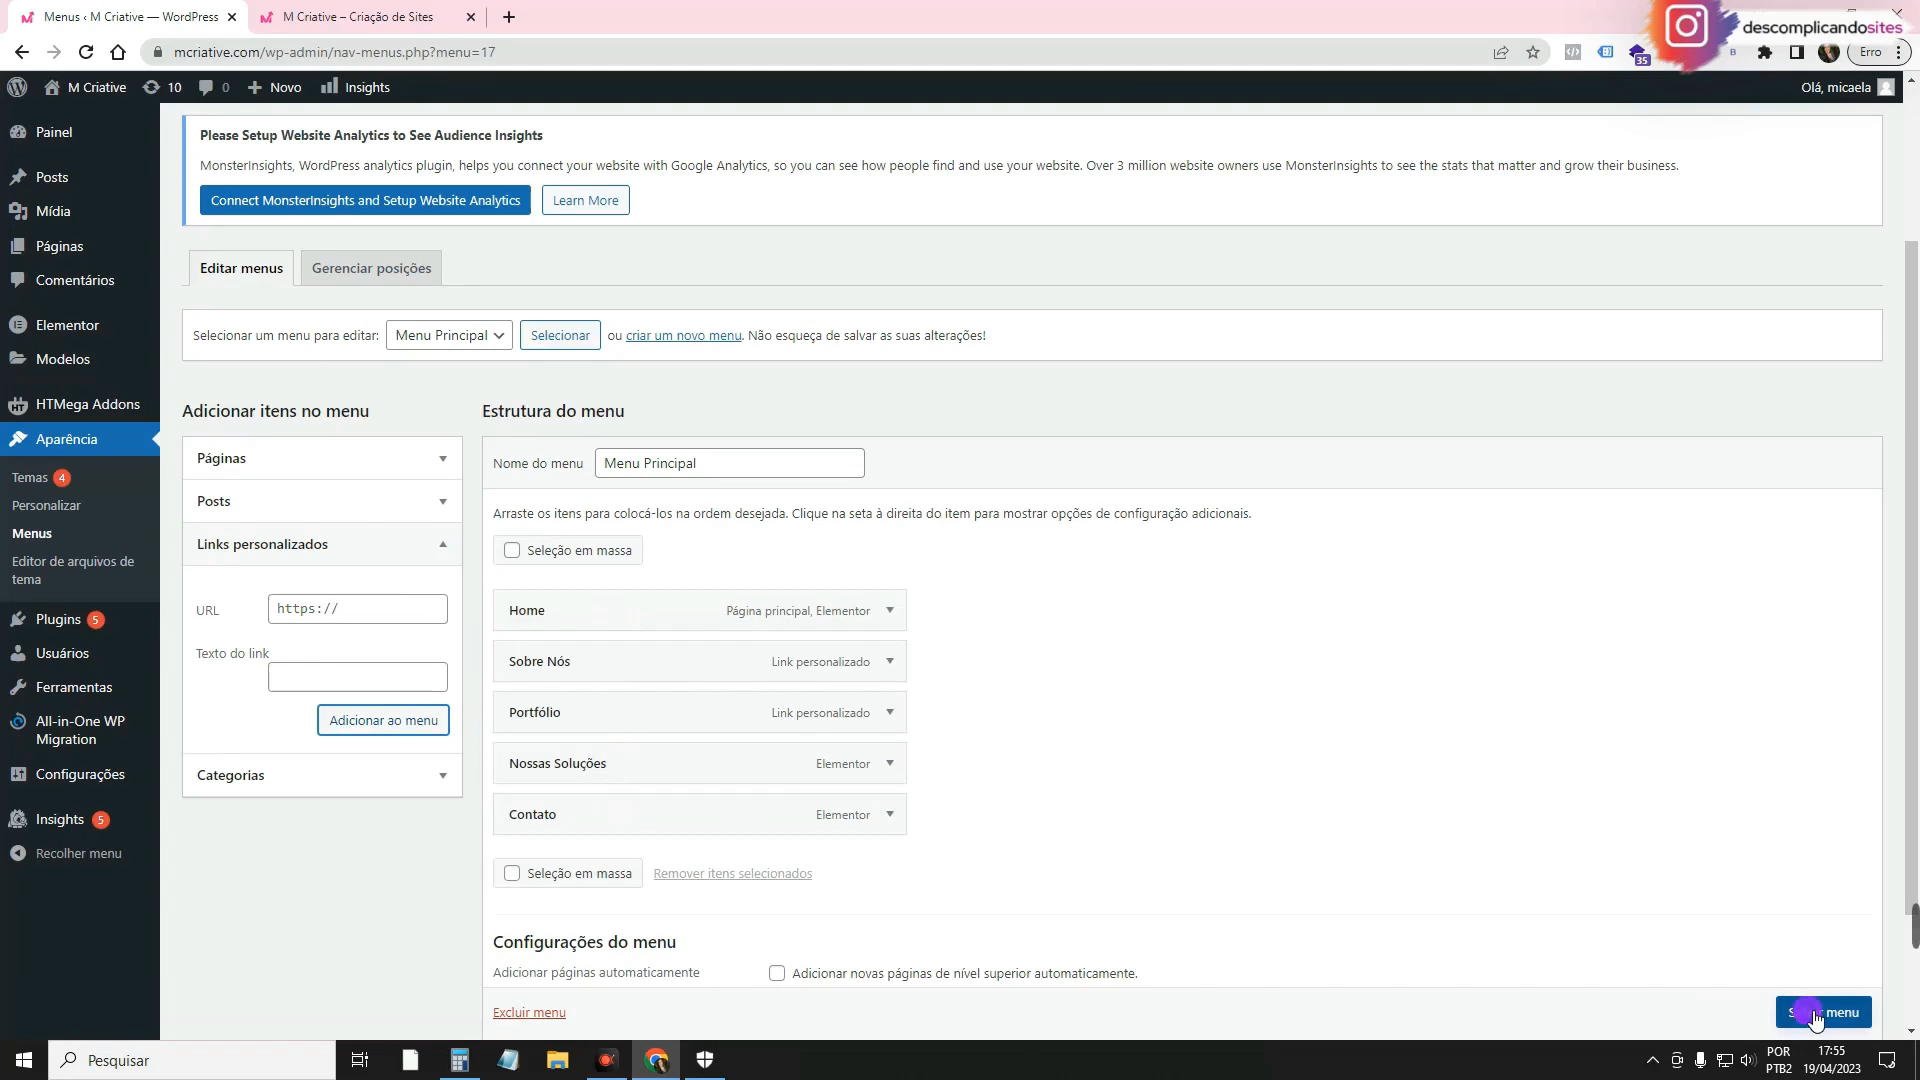 Menus ‹ M Criative — WordPress
M Criative – Criação de Sites
descomplicandosites
mcriative.com/wp-admin/nav-menus.php?menu=17
35
Erro
M Criative
10
0
Novo
Insights
Olá, micaela
Painel
Posts
Mídia
Páginas
Comentários
Elementor
Modelos
HTMega Addons
Aparência
Temas 4
Personalizar
Menus
Editor de arquivos de
tema
Plugins 5
Usuários
Ferramentas
All-in-One WP
Migration
Configurações
Insights 5
Recolher menu
Please Setup Website Analytics to See Audience Insights
MonsterInsights, WordPress analytics plugin, helps you connect your website with Google Analytics, so you can see how people find and use your website. Over 3 million website owners use MonsterInsights to see the stats that matter and grow their business.
Connect MonsterInsights and Setup Website Analytics
Learn More
Editar menus
Gerenciar posições
Selecionar um menu para editar: Menu Principal Selecionar ou criar um novo menu. Não esqueça de salvar as suas alterações!
Adicionar itens no menu
Páginas
Posts
Links personalizados
URL
https://
Texto do link
Adicionar ao menu
Categorias
Estrutura do menu
Nome do menu Menu Principal
Arraste os itens para colocá-los na ordem desejada. Clique na seta à direita do item para mostrar opções de configuração adicionais.
Seleção em massa
Home Página principal, Elementor
Sobre Nós Link personalizado
Portfólio Link personalizado
Nossas Soluções Elementor
Contato Elementor
Seleção em massa Remover itens selecionados
Configurações do menu
Adicionar páginas automaticamente
Adicionar novas páginas de nível superior automaticamente.
Excluir menu
menu
Pesquisar
POR
PTB2
17:55
19/04/2023